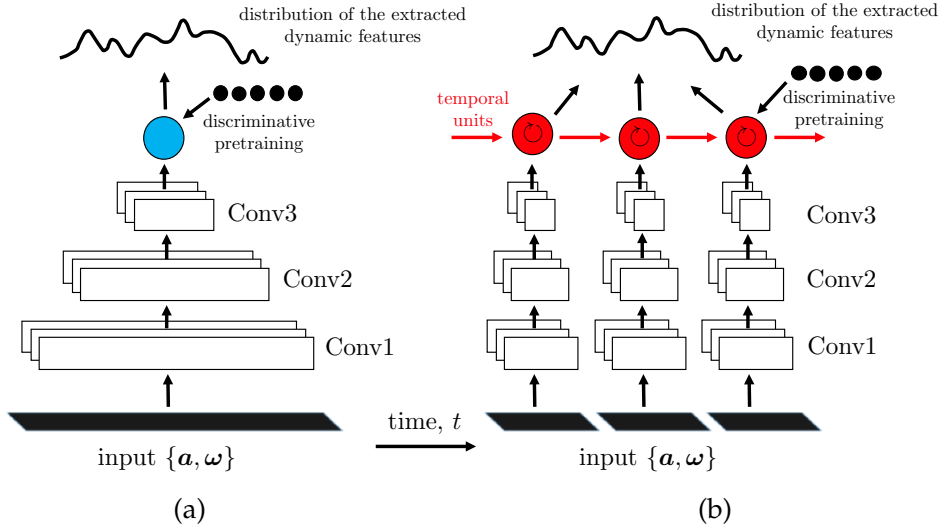 distribution of the extracted
dynamic features
discriminative
pretraining
Conv3
Conv2
Conv1
input {a, ω}
(a)
time, t
distribution of the extracted
dynamic features
temporal
units
discriminative
pretraining
Conv3
Conv2
Conv1
input {a, ω}
(b)